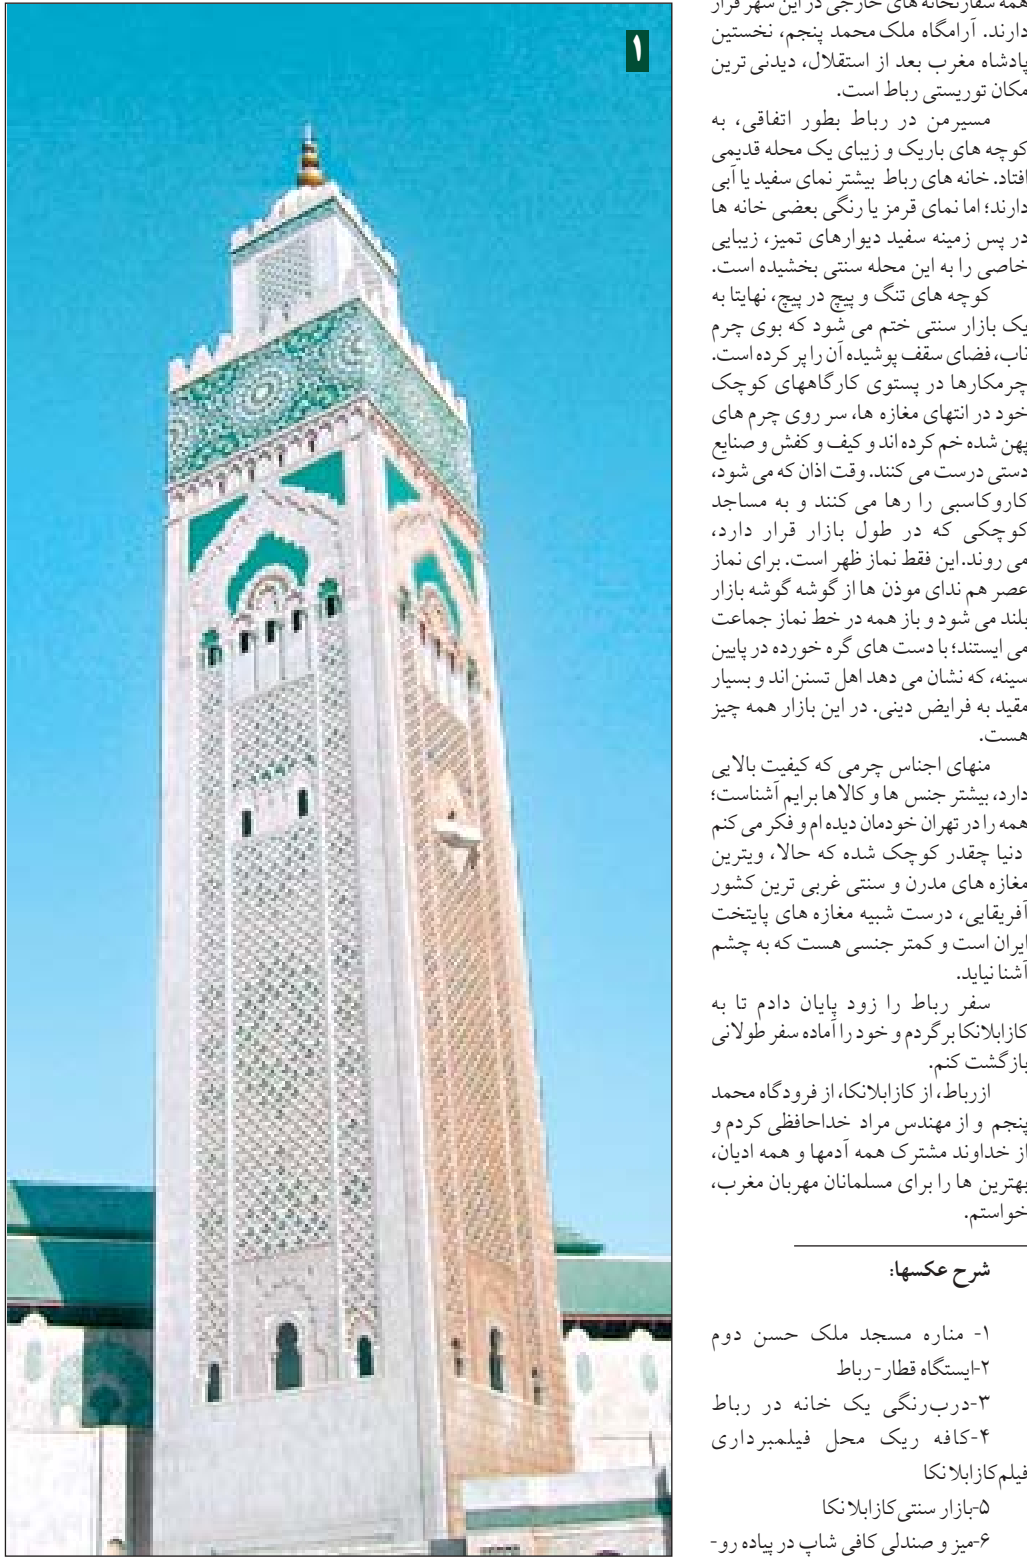 همه سفارتخانه های خارجی در این شهر قرار
دارند. آرامگاه ملک محمد پنجم، نخستین
پادشاه مغرب بعد از استقلال، دیدنی ترین
مکان توریستی رباط است.
مسیرمن در رباط بطور اتفاقی، به
کوچه های باریک و زیبای یک محله قدیمی
افتاد. خانه های رباط بیشتر نمای سفید یا آبی
دارند؛ اما نمای قرمز یا رنگی بعضی خانه ها
در پس زمینه سفید دیوارهای تمیز، زیبایی
خاصی را به این محله سنتی بخشیده است.
کوچه های تنگ و پیچ در پیچ، نهایتا به
یک بازار سنتی ختم می شود که بوی چرم
ناب، فضای سقف پوشیده آن را پر کرده است.
چرمکارها در پستوی کارگاههای کوچک
خود در انتهای مغازه ها، سر روی چرم های
پهن شده خم کرده اند و کیف و کفش و صنایع
دستی درست می کنند. وقت اذان که می شود،
کاروکاسبی را رها می کنند و به مساجد
کوچکی که در طول بازار قرار دارد،
می روند. این فقط نماز ظهر است. برای نماز
عصر هم ندای موذن ها از گوشه گوشه بازار
بلند می شود و باز همه در خط نماز جماعت
می ایستند؛ با دست های گره خورده در پایین
سینه، که نشان می دهد اهل تسنن اند و بسیار
مقید به فرایض دینی. در این بازار همه چیز
هست.
منهای اجناس چرمی که کیفیت بالایی
دارد، بیشتر جنس ها و کالاها برایم آشناست؛
همه را در تهران خودمان دیده ام و فکر می کنم
دنیا چقدر کوچک شده که حالا، ویترین
مغازه های مدرن و سنتی غربی ترین کشور
آفریقایی، درست شبیه مغازه های پایتخت
ایران است و کمتر جنسی هست که به چشم
آشنا نیاید.
سفر رباط را زود پایان دادم تا به
کازابلانکا برگردم و خود را آماده سفر طولانی
بازگشت کنم.
ازرباط، از کازابلانکا، از فرودگاه محمد
پنجم و از مهندس مراد خداحافظی کردم و
از خداوند مشترک همه آدمها و همه ادیان،
بهترین ها را برای مسلمانان مهربان مغرب،
خواستم.
شرح عکسها:
۱- مناره مسجد ملک حسن دوم
۲-ایستگاه قطار- رباط
۳-درب‌رنگی یک خانه در رباط
۴-کافه ریک محل فیلمبرداری
فیلم کازابلانکا
۵-بازار سنتی کازابلانکا
۶-میز و صندلی کافی شاپ در پیاده رو-
۱